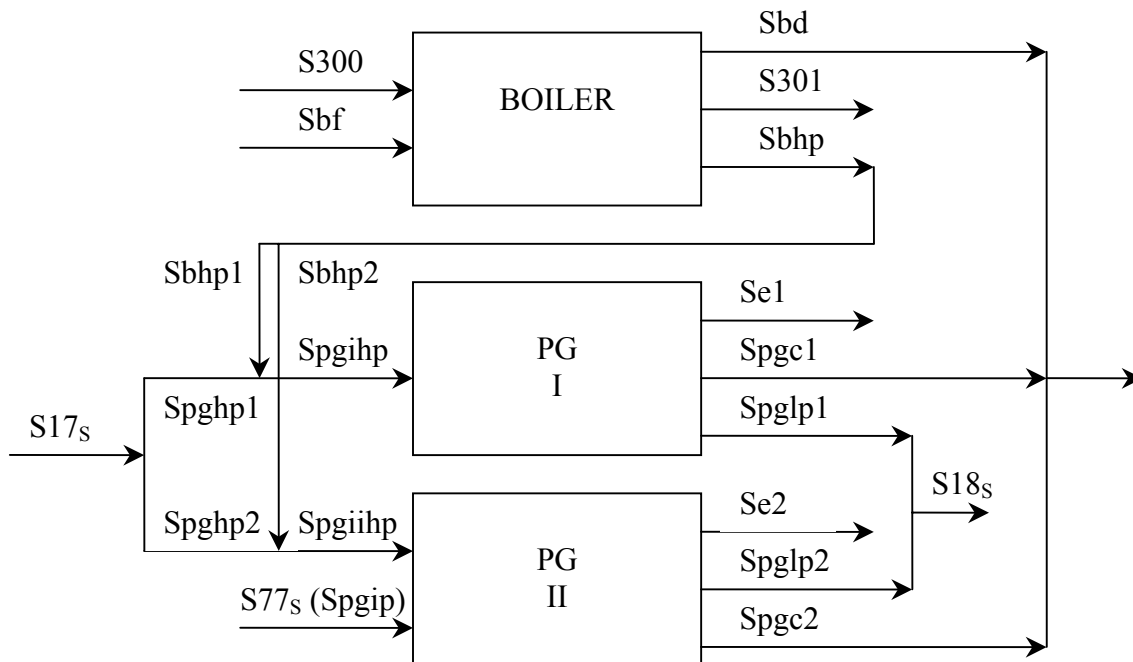 Sbd
S300
S301
BOILER
Sbf
Sbhp
Sbhp1
Sbhp2
Se1
Spgihp
PG
I
Spgc1
Spghp1
Spglp1
S17S
S18S
Se2
Spghp2
Spgiihp
PG
II
Spglp2
S77S (Spgip)
Spgc2